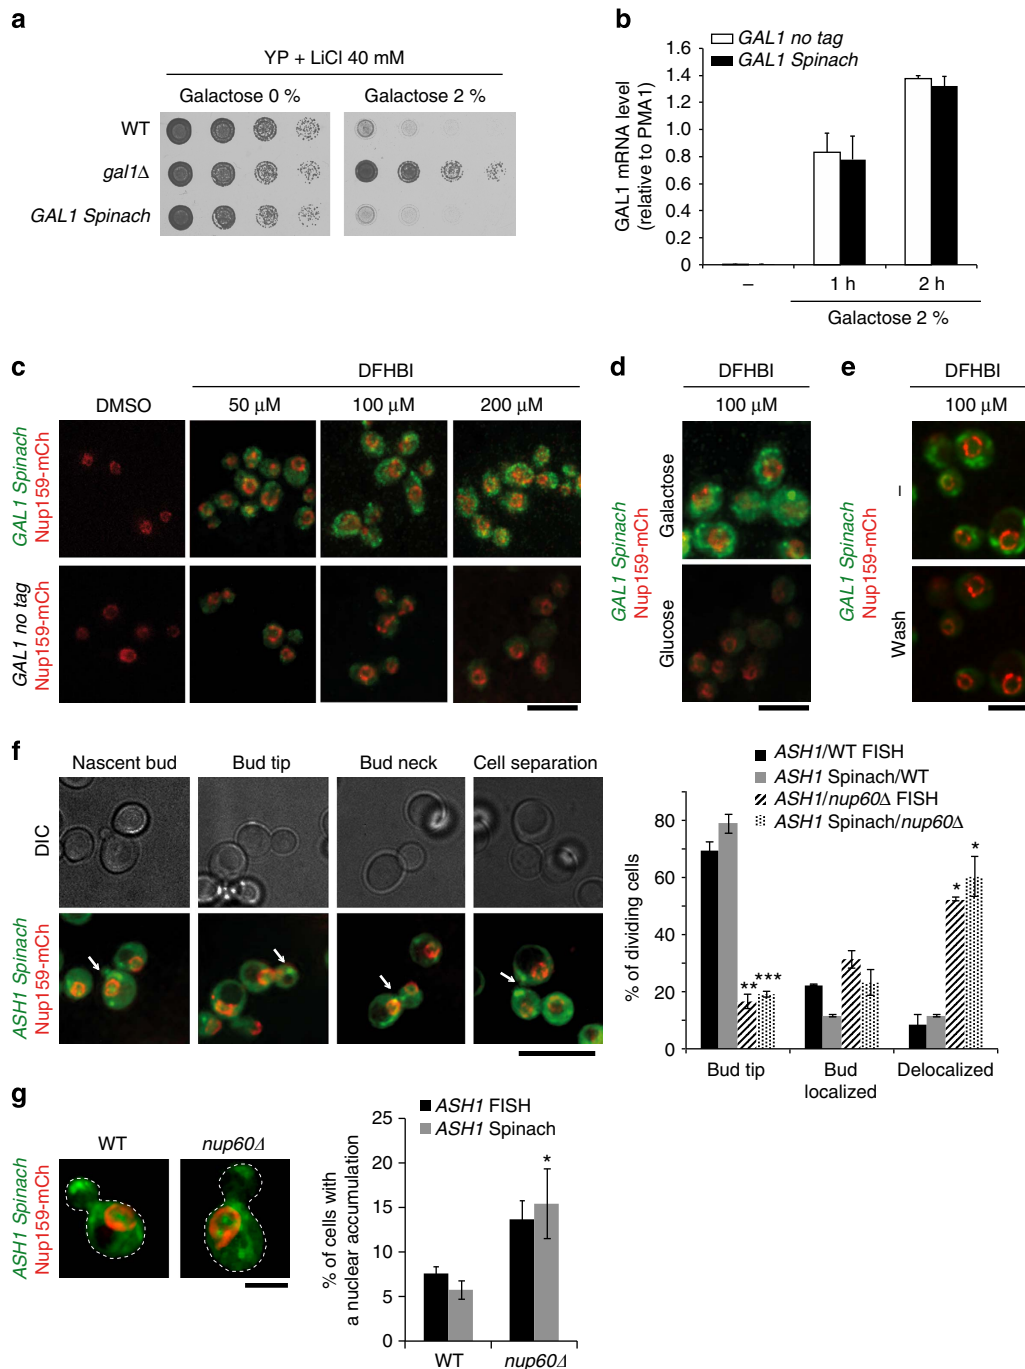 a
YP + LiCl 40 mM
Galactose 0 %
Galactose 2 %
WT
gal1Δ
GAL1 Spinach
b
GAL1 no tag
GAL1 Spinach
GAL1 mRNA level
(relative to PMA1)
1.6
1.4
1.2
1.0
0.8
0.6
0.4
0.2
0
–
1 h
2 h
Galactose 2 %
c
DFHBI
DMSO
50 µM
100 µM
200 µM
GAL1 Spinach
Nup159-mCh
GAL1 no tag
Nup159-mCh
d
DFHBI
100 µM
GAL1 Spinach
Nup159-mCh
Galactose
Glucose
e
DFHBI
100 µM
GAL1 Spinach
Nup159-mCh
–
Wash
f
Nascent bud
Bud tip
Bud neck
Cell separation
DIC
ASH1 Spinach
Nup159-mCh
ASH1/WT FISH
ASH1 Spinach/WT
ASH1/nup60Δ FISH
ASH1 Spinach/nup60Δ
% of dividing cells
80
60
40
20
0
**
***
*
*
Bud tip
Bud
localized
Delocalized
g
WT
nup60Δ
ASH1 Spinach
Nup159-mCh
ASH1 FISH
ASH1 Spinach
% of cells with
a nuclear accumulation
25
20
15
10
5
0
*
WT
nup60Δ